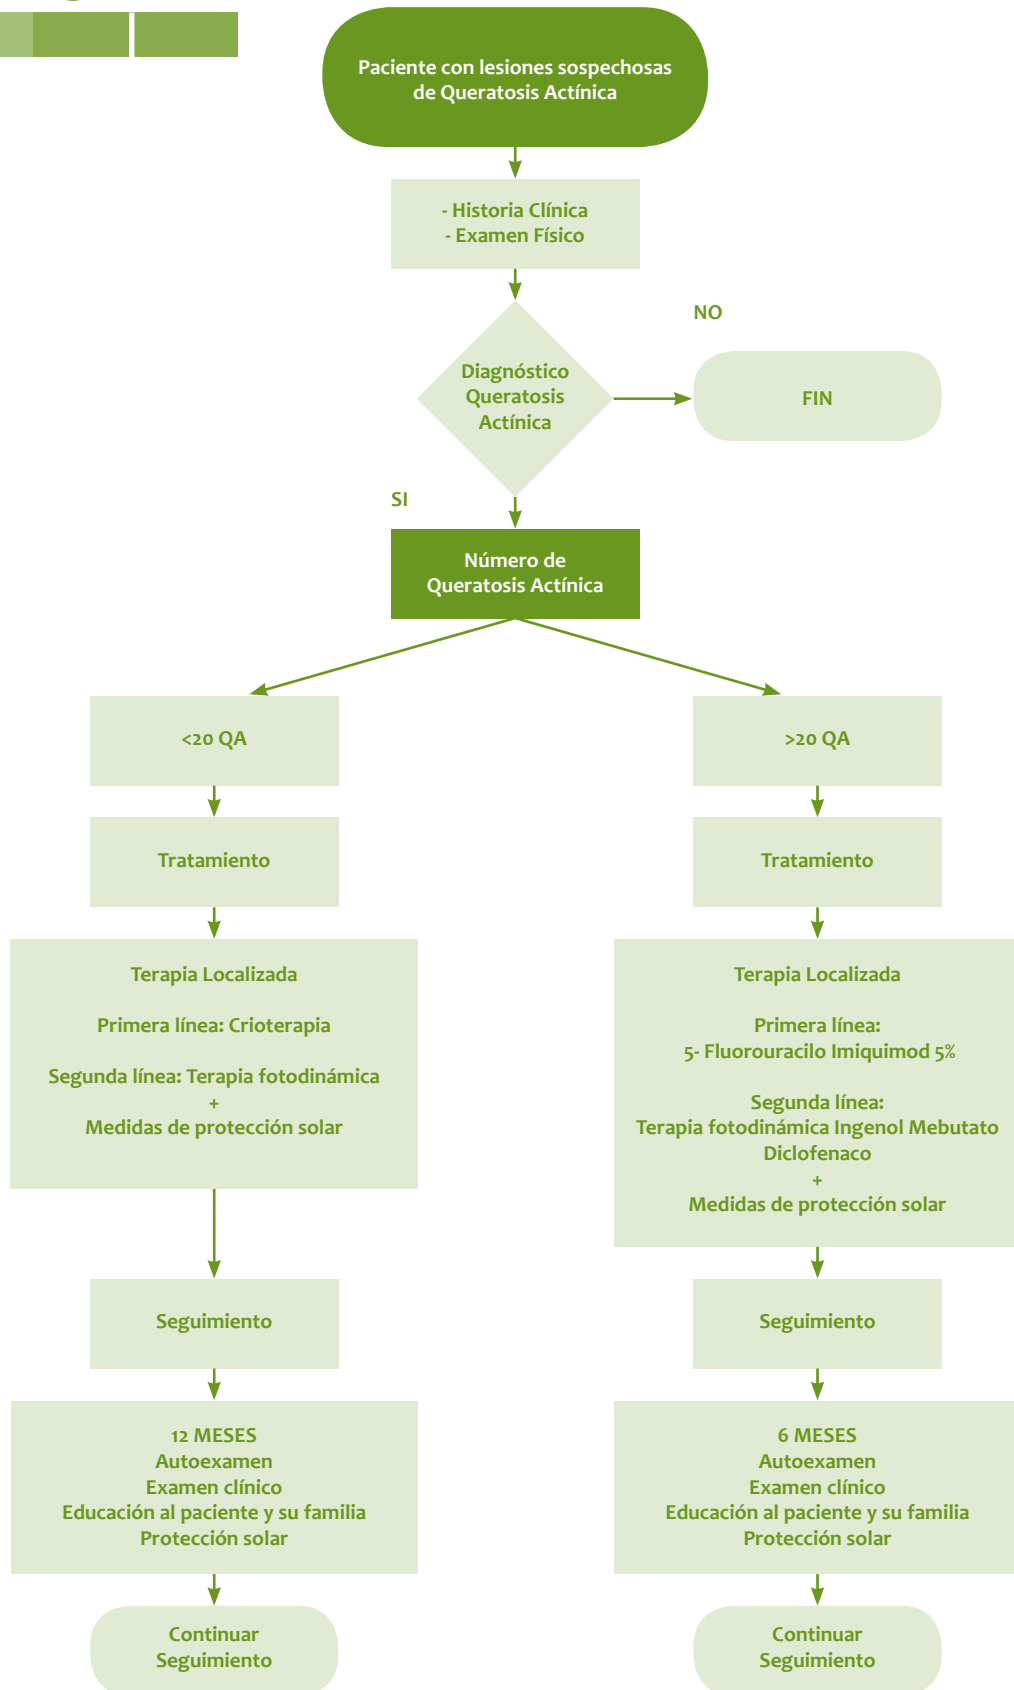 Paciente con lesiones sospechosas
de Queratosis Actínica
- Historia Clínica
- Examen Físico
NO
Diagnóstico
Queratosis
Actínica
FIN
SI
Número de
Queratosis Actínica
<20 QA
>20 QA
Tratamiento
Tratamiento
Terapia Localizada
Primera línea: Crioterapia
Segunda línea: Terapia fotodinámica
+
Medidas de protección solar
Terapia Localizada
Primera línea:
5- Fluorouracilo Imiquimod 5%
Segunda línea:
Terapia fotodinámica Ingenol Mebutato
Diclofenaco
+
Medidas de protección solar
Seguimiento
Seguimiento
12 MESES
Autoexamen
Examen clínico
Educación al paciente y su familia
Protección solar
6 MESES
Autoexamen
Examen clínico
Educación al paciente y su familia
Protección solar
Continuar
Seguimiento
Continuar
Seguimiento